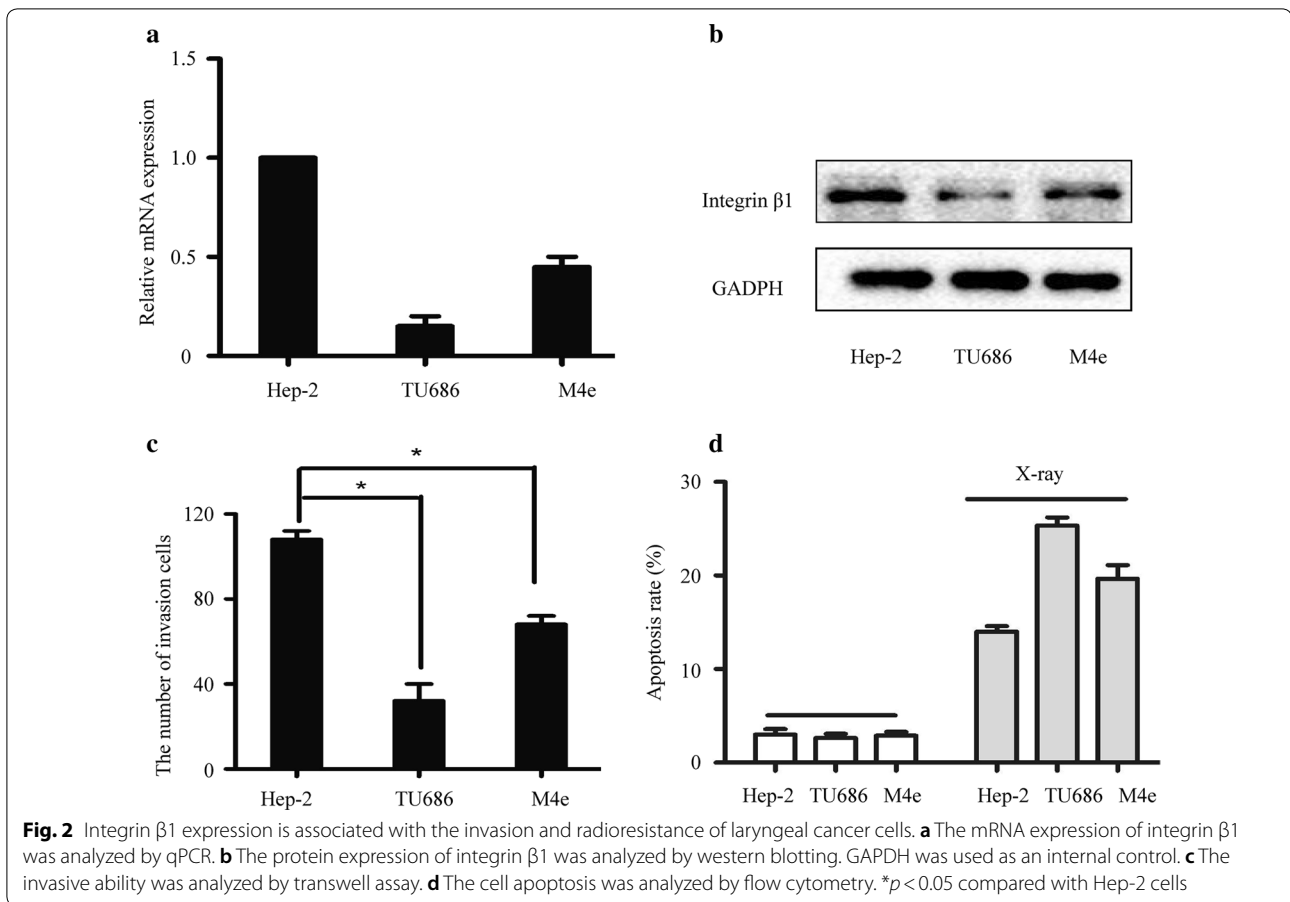 a
1.5
1.0
0.5
0
Relative mRNA expression
Hep-2 TU686 M4e
b
Integrin β1
GADPH
Hep-2 TU686 M4e
c
*
*
120
80
40
0
The number of invasion cells
Hep-2 TU686 M4e
d
X-ray
30
20
10
0
Apoptosis rate (%)
Hep-2 TU686 M4e Hep-2 TU686 M4e
Fig. 2 Integrin β1 expression is associated with the invasion and radioresistance of laryngeal cancer cells. a The mRNA expression of integrin β1
was analyzed by qPCR. b The protein expression of integrin β1 was analyzed by western blotting. GAPDH was used as an internal control. c The
invasive ability was analyzed by transwell assay. d The cell apoptosis was analyzed by flow cytometry. *p < 0.05 compared with Hep-2 cells